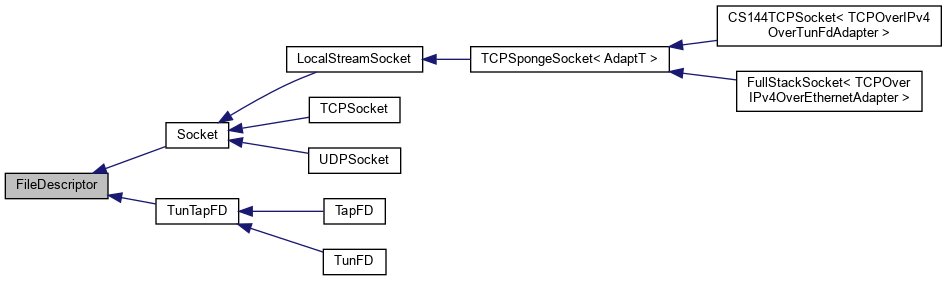 CS144TCPSocket< TCPOverIPv4
OverTunFdAdapter >
LocalStreamSocket
TCPSpongeSocket< AdaptT >
FullStackSocket< TCPOver
IPv4OverEthernetAdapter >
TCPSocket
Socket
UDPSocket
FileDescriptor
TunTapFD
TapFD
TunFD